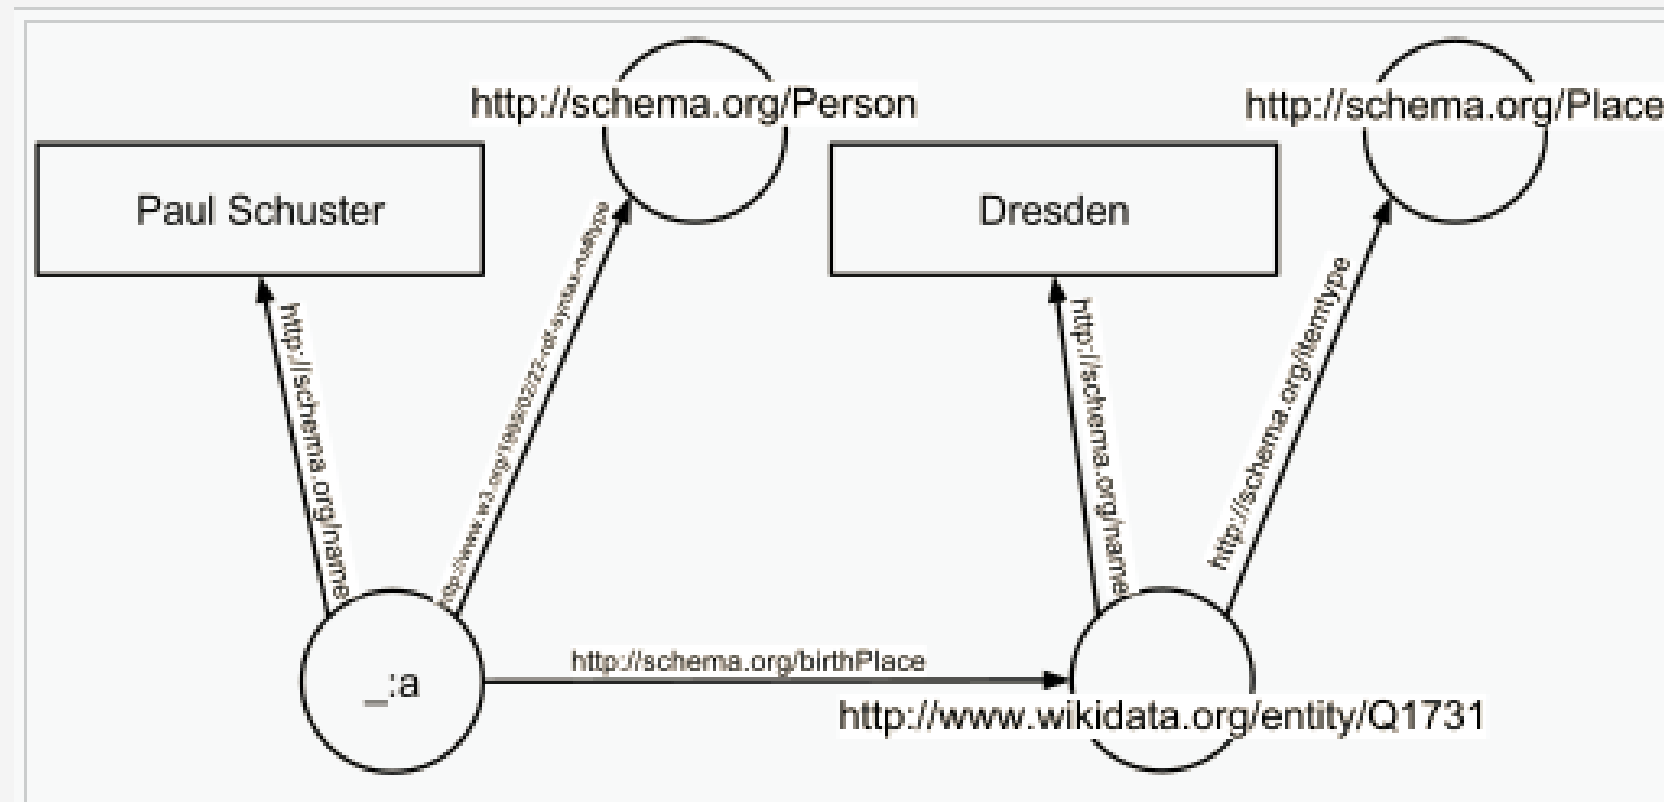 http://schema.org/Person
http://schema.org/Place
Paul Schuster
Dresden
http://schema.org/name
http://www.w3.org/1999/02/22-rdf-syntax-ns#type
http://schema.org/name
http://schema.org/itemtype
_:a
http://schema.org/birthPlace
http://www.wikidata.org/entity/Q1731